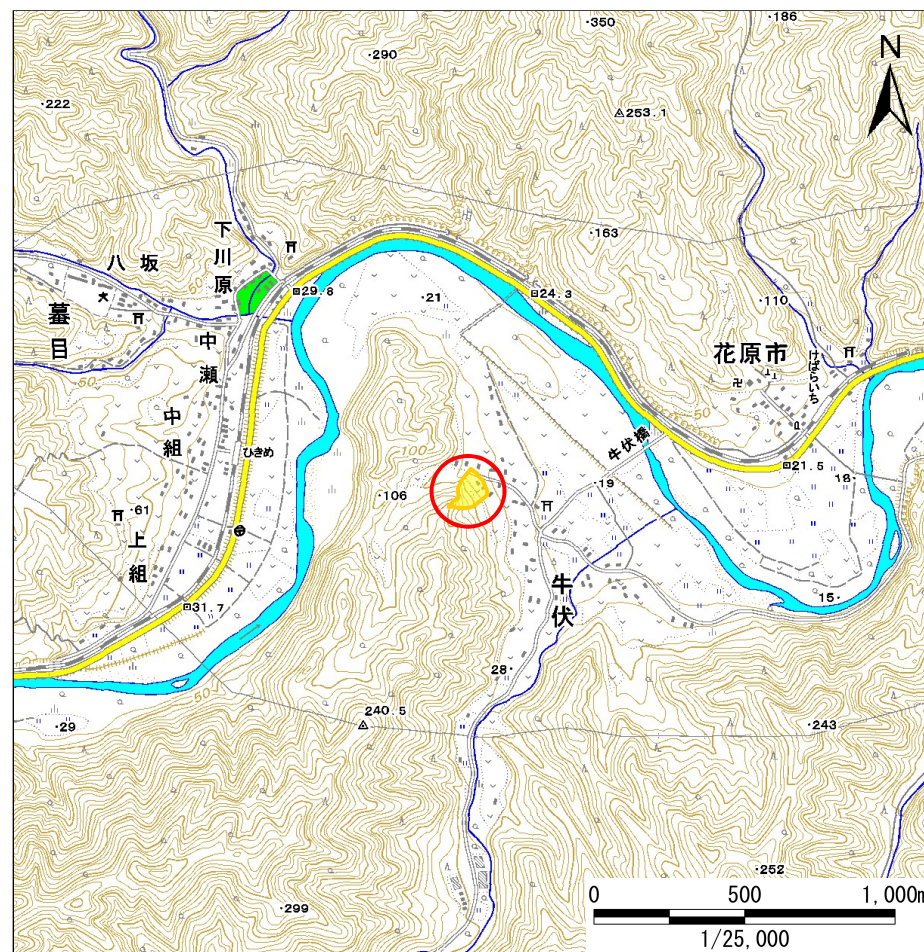 ·350
·186
·290
N
·222
△253.1
下川原
·163
八坂
29.8
·21
24.3
·110
けばらいち
蟇目
中瀬
花原市
50
50
牛伏橋
中組
ひきめ
100
21.5
·106
·19
18·
·61
上組
牛伏
15·
31.7
28·
50
240.5
·243
·29
·252
0 500 1,000m
·299
1/25,000